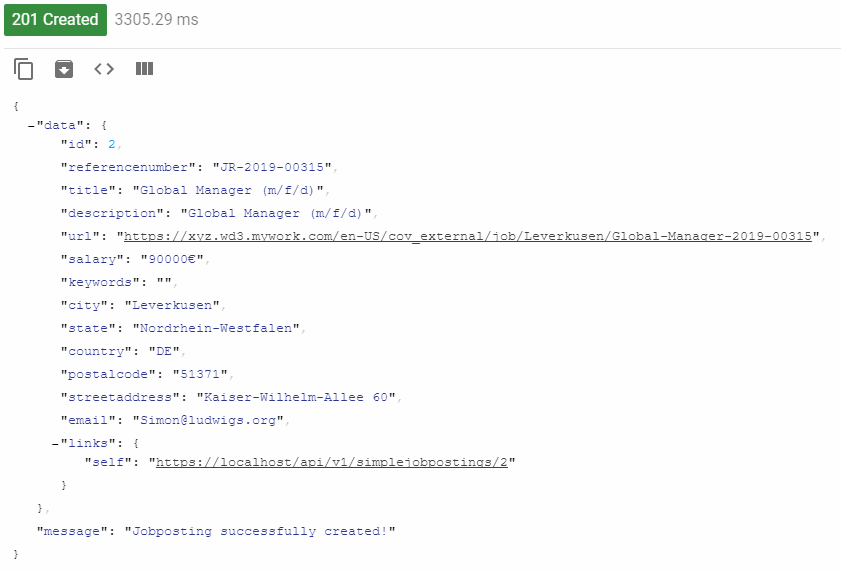 201 Created 3305.29 ms
{
–"data": {
"id": 2,
"referencenumber": "JR-2019-00315",
"title": "Global Manager (m/f/d)",
"description": "Global Manager (m/f/d)",
"url": "https://xyz.wd3.mywork.com/en-US/cov_external/job/Leverkusen/Global-Manager-2019-00315",
"salary": "90000€",
"keywords": "",
"city": "Leverkusen",
"state": "Nordrhein-Westfalen",
"country": "DE",
"postalcode": "51371",
"streetaddress": "Kaiser-Wilhelm-Allee 60",
"email": "Simon@ludwigs.org",
–"links": {
"self": "https://localhost/api/v1/simplejobpostings/2"
}
},
"message": "Jobposting successfully created!"
}